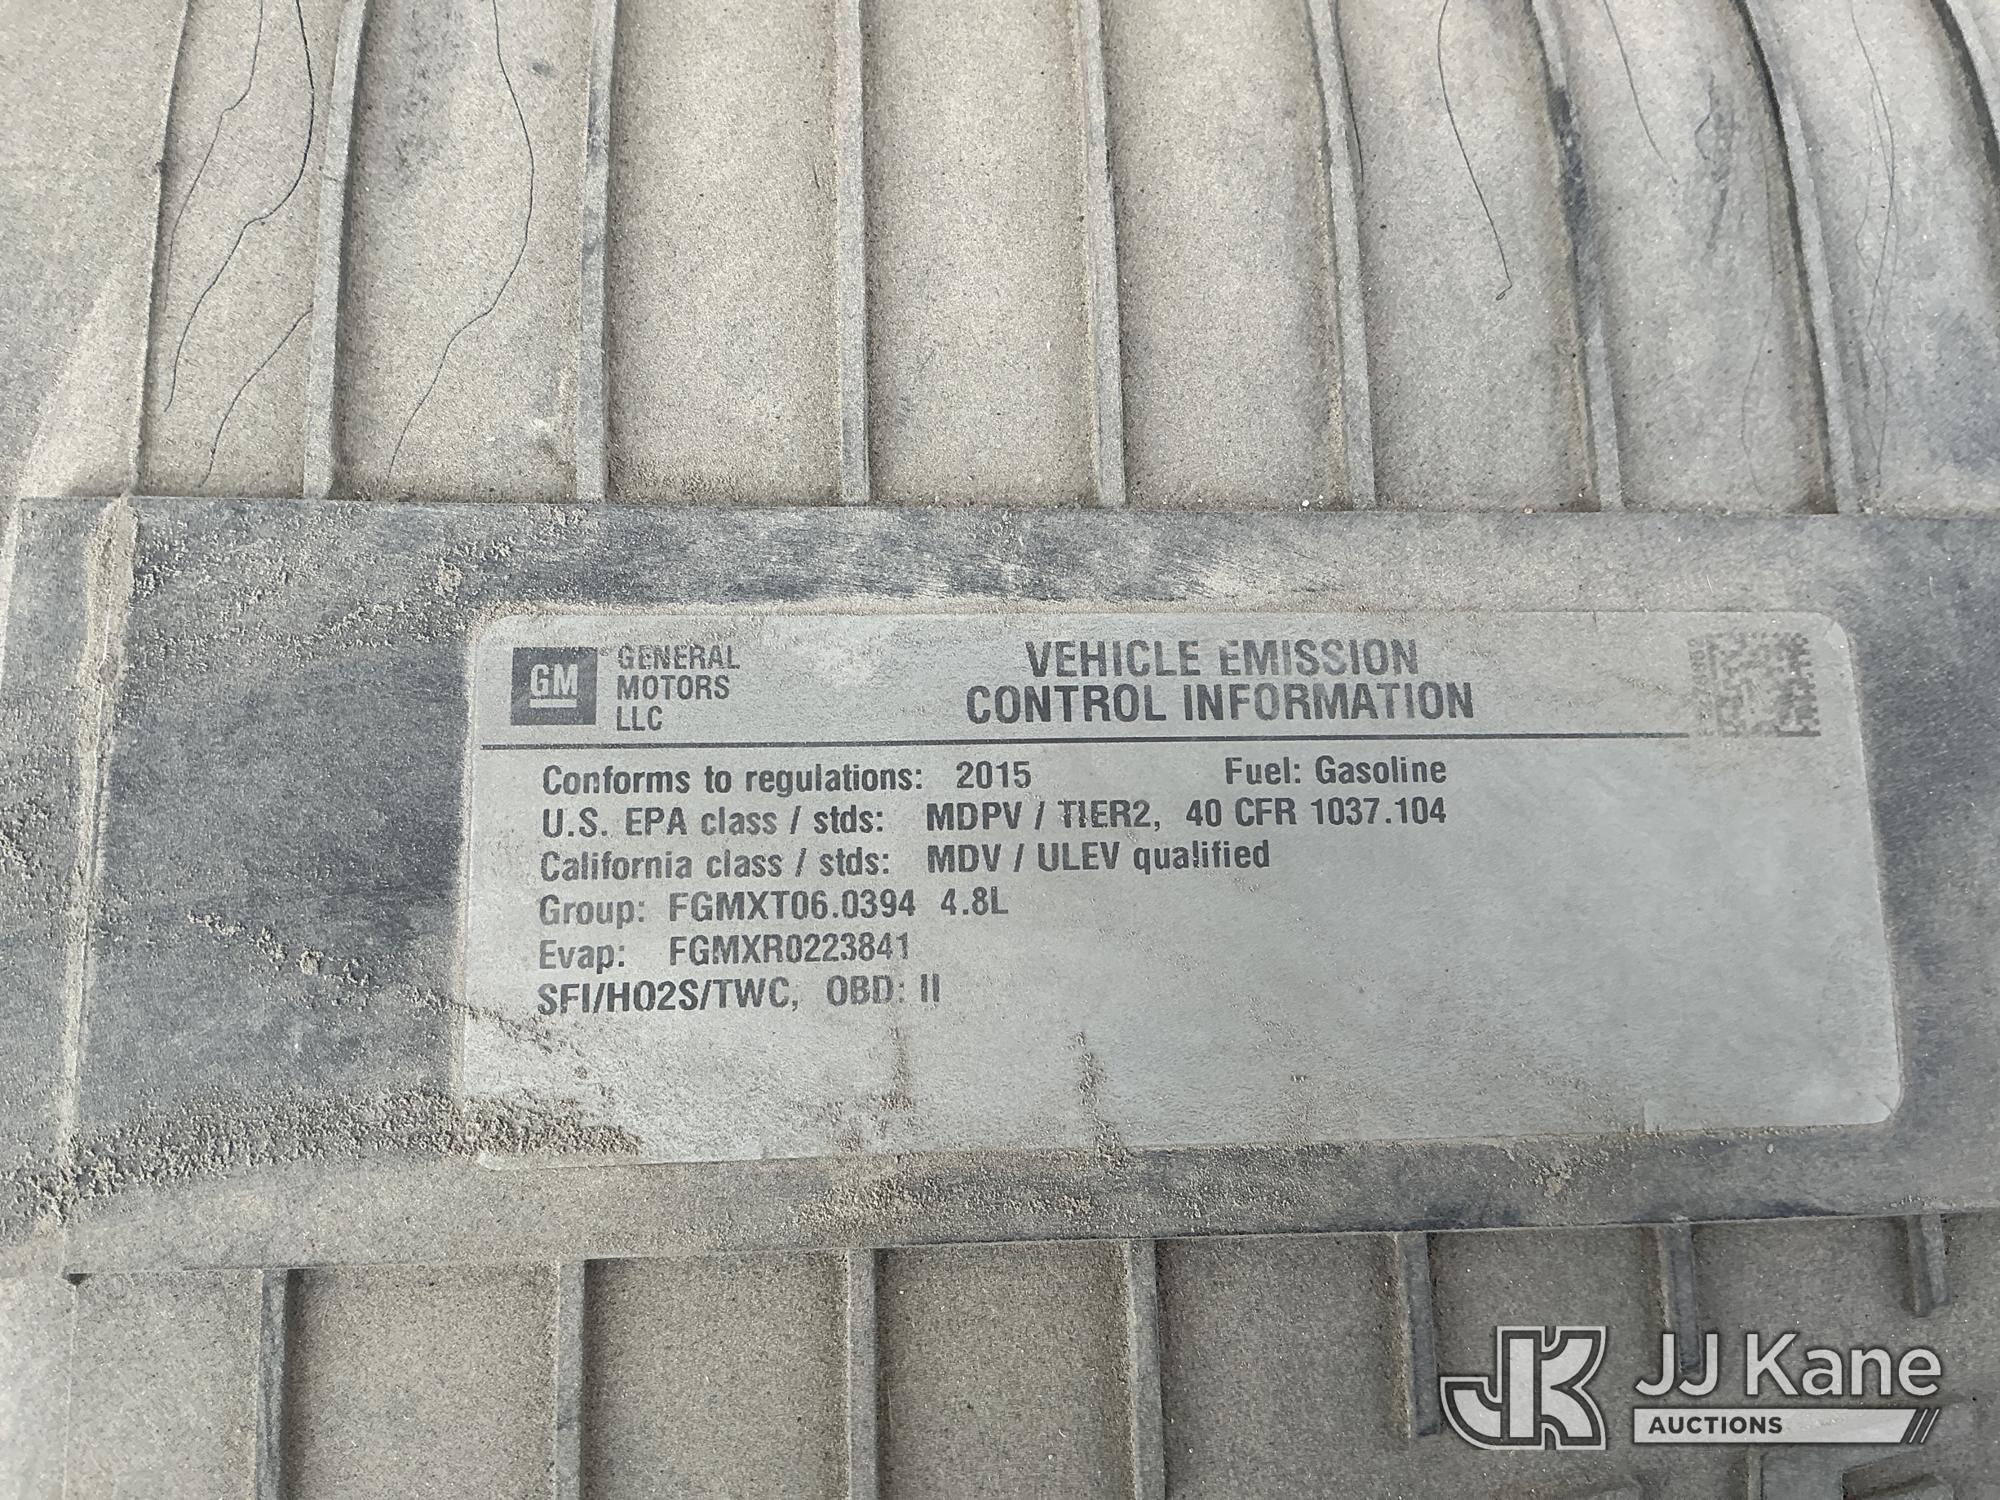 GM
GENERAL
MOTORS
LLC
VEHICLE EMISSION
CONTROL INFORMATION
Conforms to regulations: 2015 Fuel: Gasoline
U.S. EPA class / stds: MDPV / TIER2, 40 CFR 1037.104
California class / stds: MDV / ULEV qualified
Group: FGMXT06.0394 4.8L
Evap: FGMXR0223841
SFI/HO2S/TWC, OBD: II
JK JJ Kane
AUCTIONS